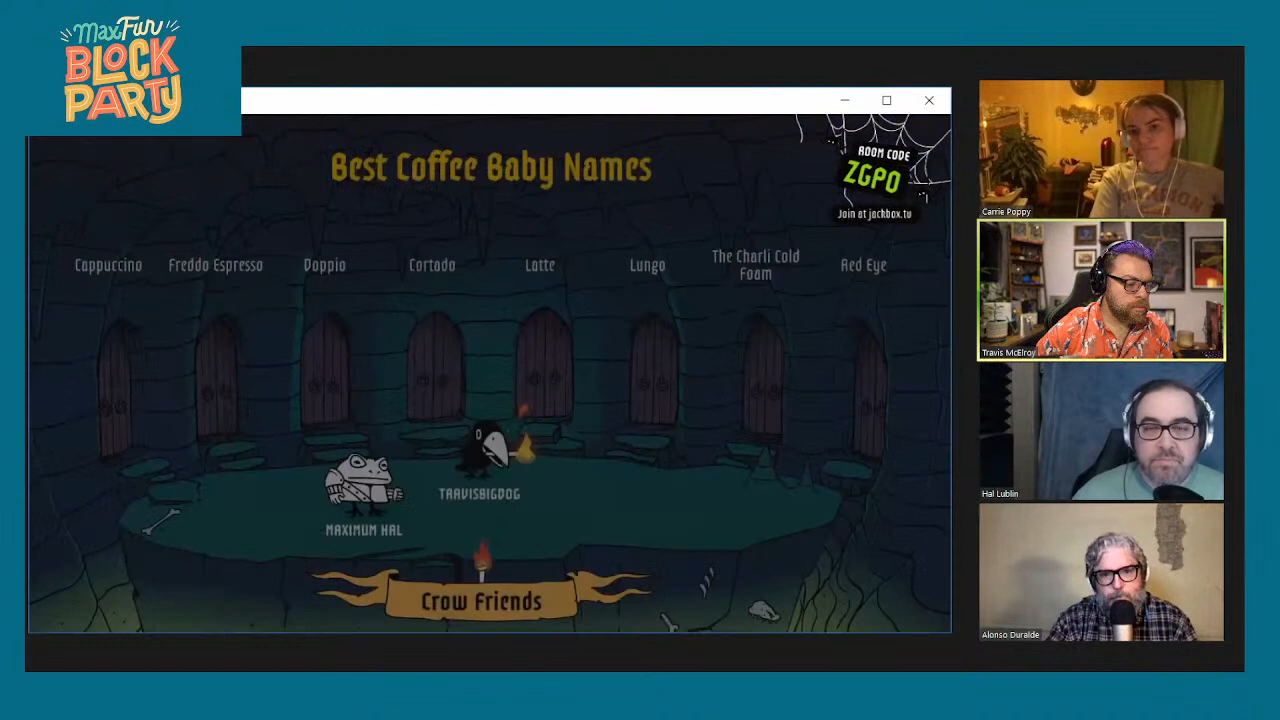 MaxFun
BLOCK
PARTY
Best Coffee Baby Names
ROOM CODE
ZGPO
Join at jackbox.tv
Cappuccino
Freddo Espresso
Doppio
Cortado
Latte
Lungo
The Charli Cold
Foam
Red Eye
TRAVISBIGDOG
MAXIMUM HAL
Crow Friends
Carrie Poppy
Travis McElroy
Hal Lublin
Alonso Duralde